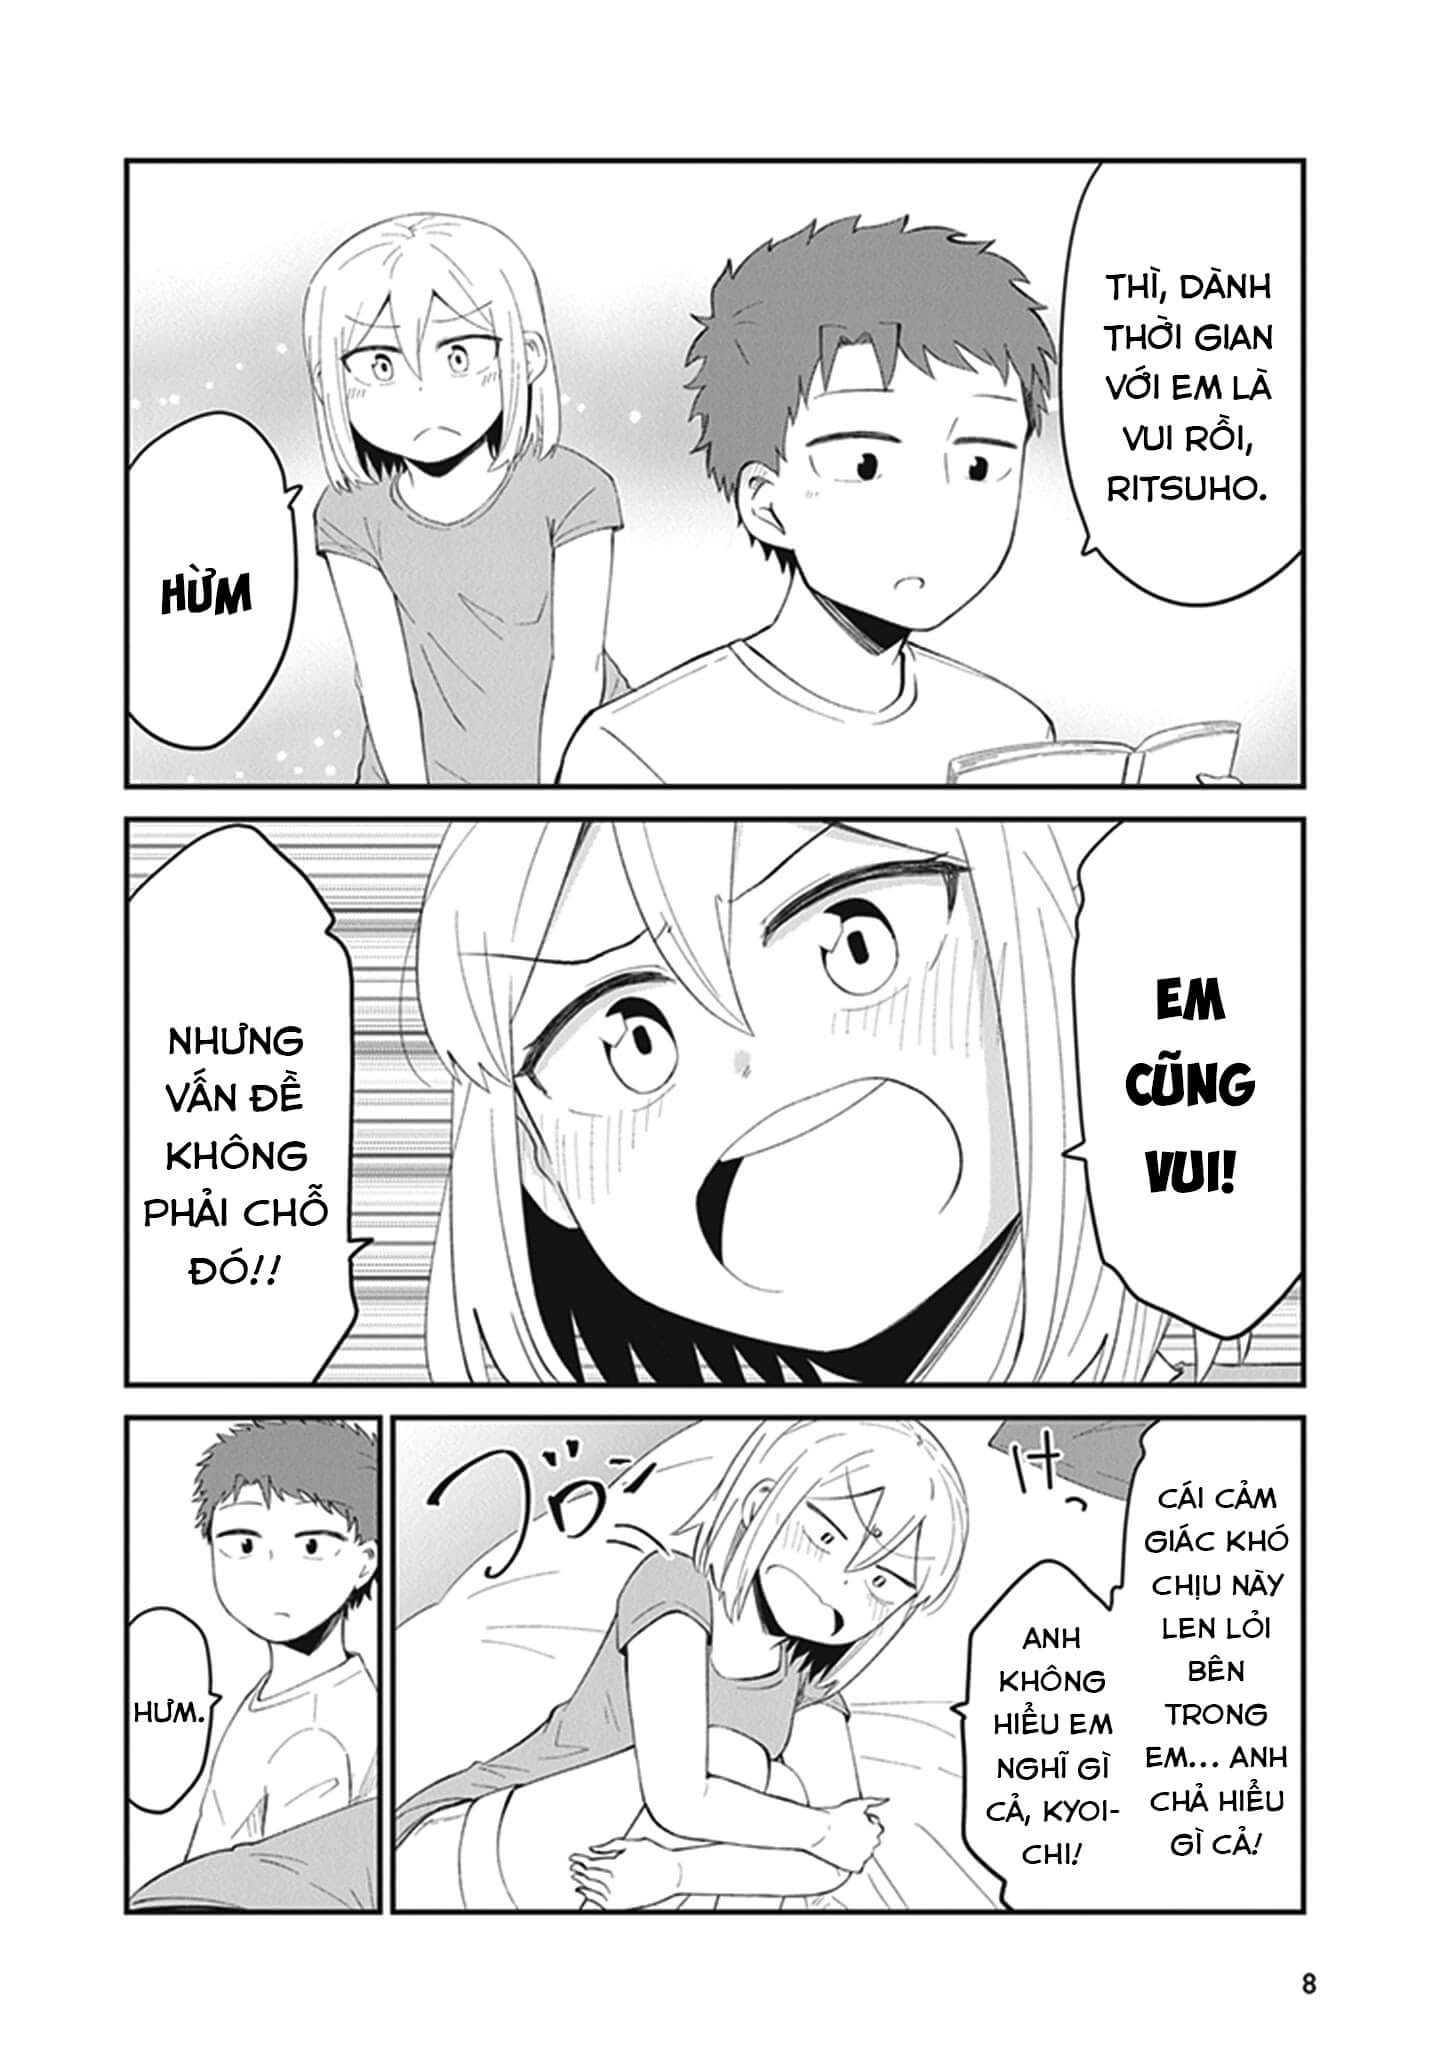 THÌ, DÀNH
THỜI GIAN
VỚI EM LÀ
VUI RỒI,
RITSUHO.
HỪM
EM
CŨNG
VUI!
NHƯNG
VẤN ĐỀ
KHÔNG
PHẢI CHỖ
ĐÓ!!
CÁI CẢM
GIÁC KHÓ
CHỊU NÀY
LEN LỎI
BÊN
TRONG
EM... ANH
CHẢ HIỂU
GÌ CẢ!
ANH
KHÔNG
HIỂU EM
NGHĨ GÌ
CẢ, KYOI-
CHI!
HƯM.
8